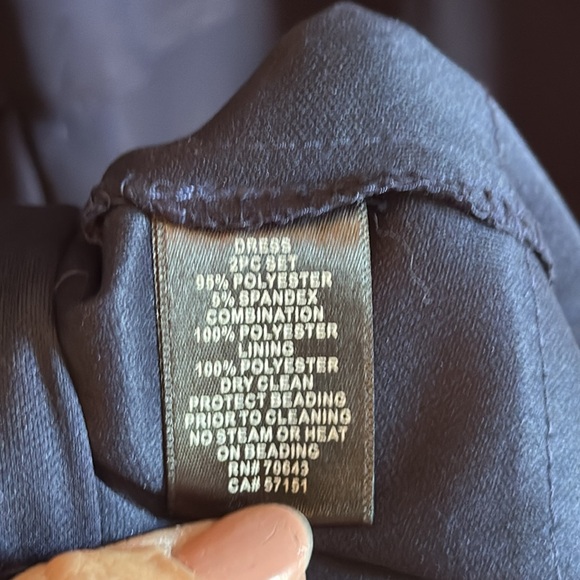 DRESS
2PC SET
95% POLYESTER
5% SPANDEX
COMBINATION
100% POLYESTER
LINING
100% POLYESTER
DRY CLEAN
PROTECT BEADING
PRIOR TO CLEANING
NO STEAM OR HEAT
ON BEADING
RN# 70643
CA# 57151